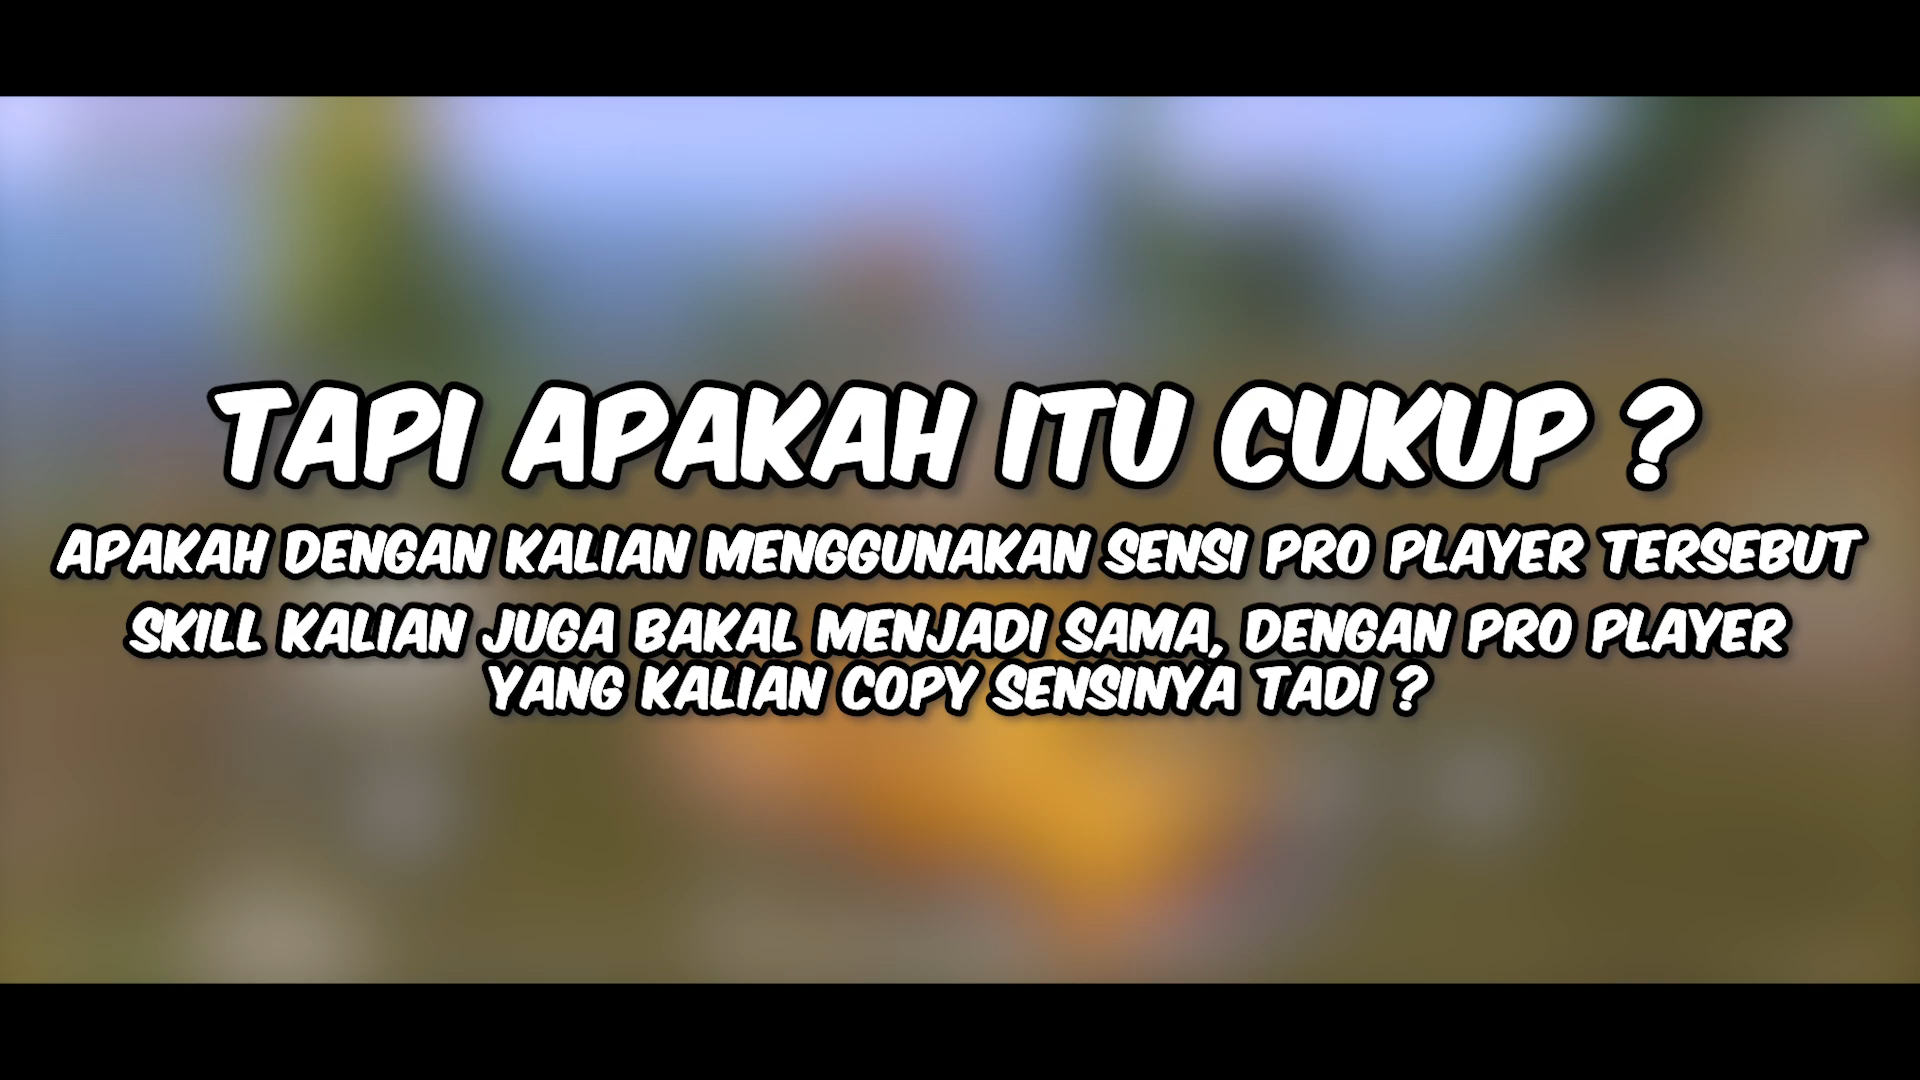 TAPI APAKAH ITU CUKUP ?
APAKAH DENGAN KALIAN MENGGUNAKAN SENSI PRO PLAYER TERSEBUT
SKILL KALIAN JUGA BAKAL MENJADI SAMA, DENGAN PRO PLAYER
YANG KALIAN COPY SENSINYA TADI ?